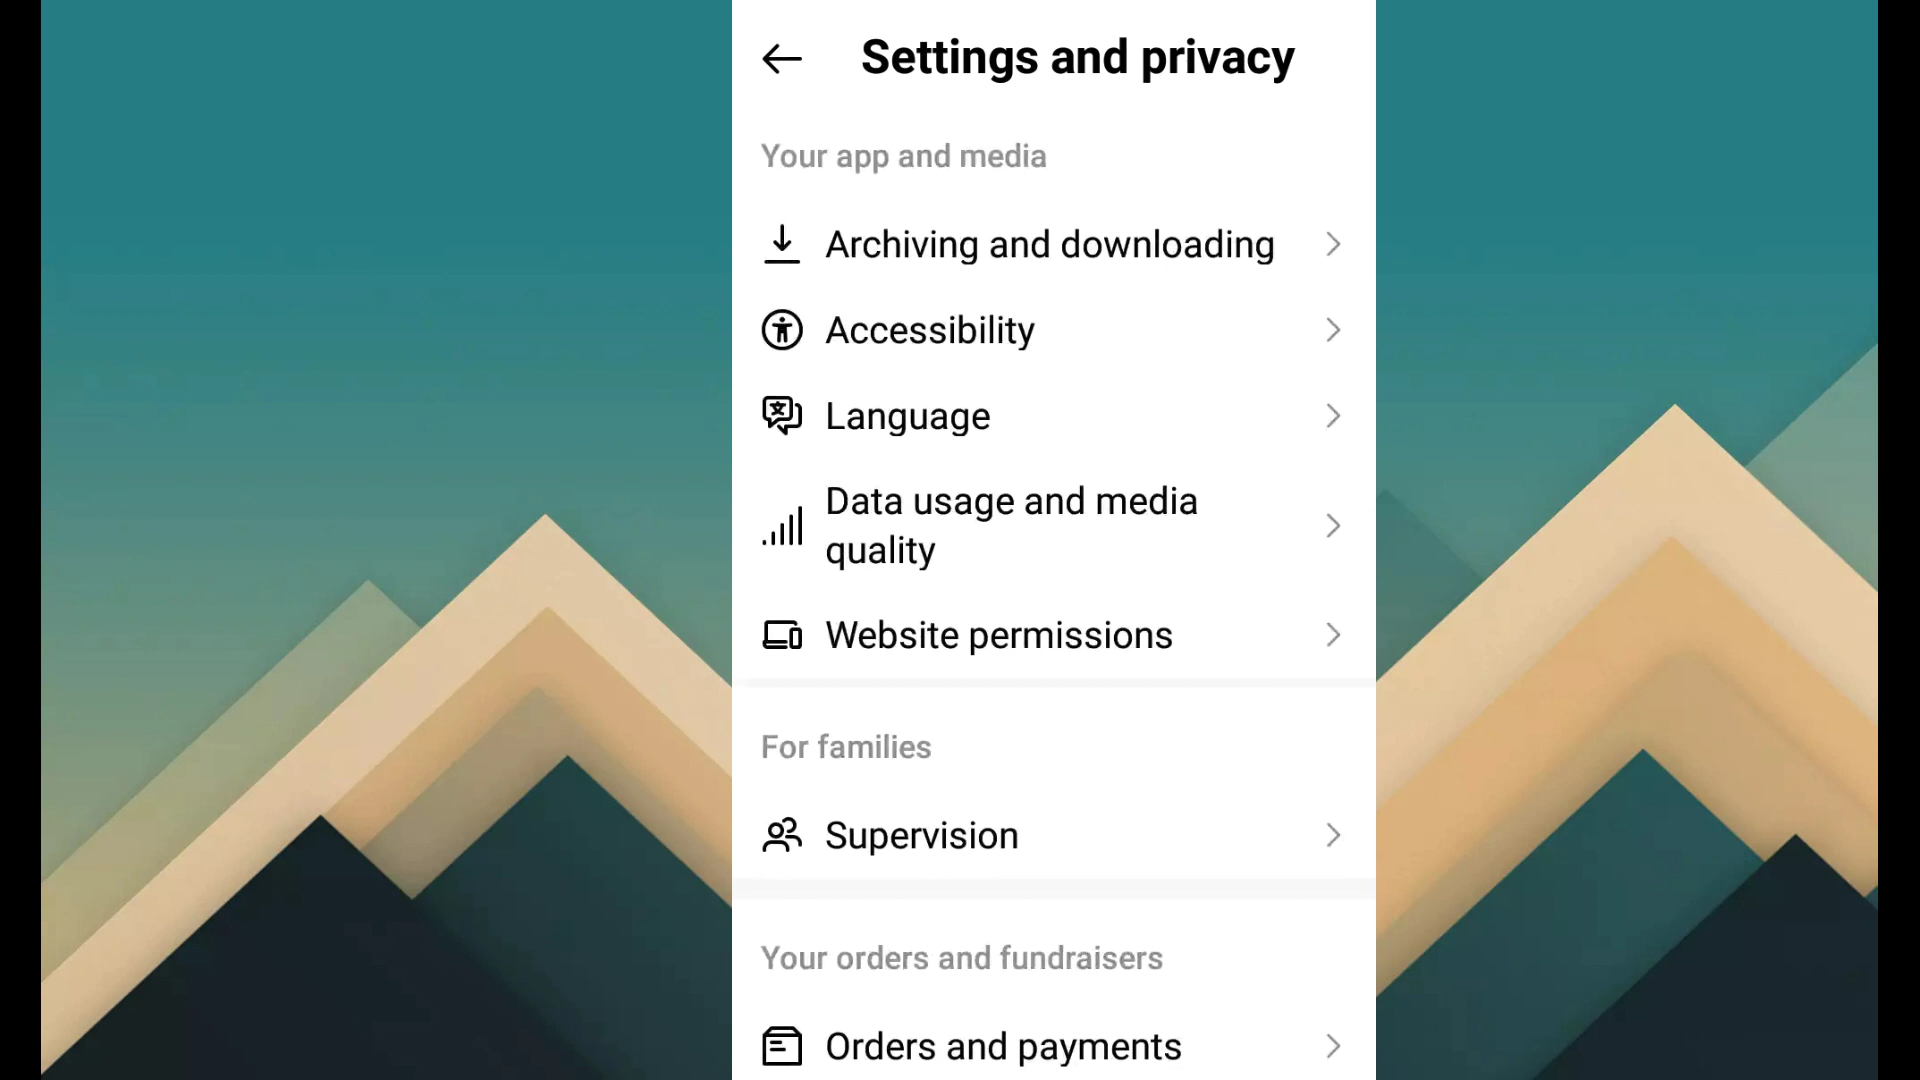 Settings and privacy
Your app and media
Archiving and downloading
Accessibility
Language
Data usage and media
quality
Website permissions
For families
Supervision
Your orders and fundraisers
Orders and payments